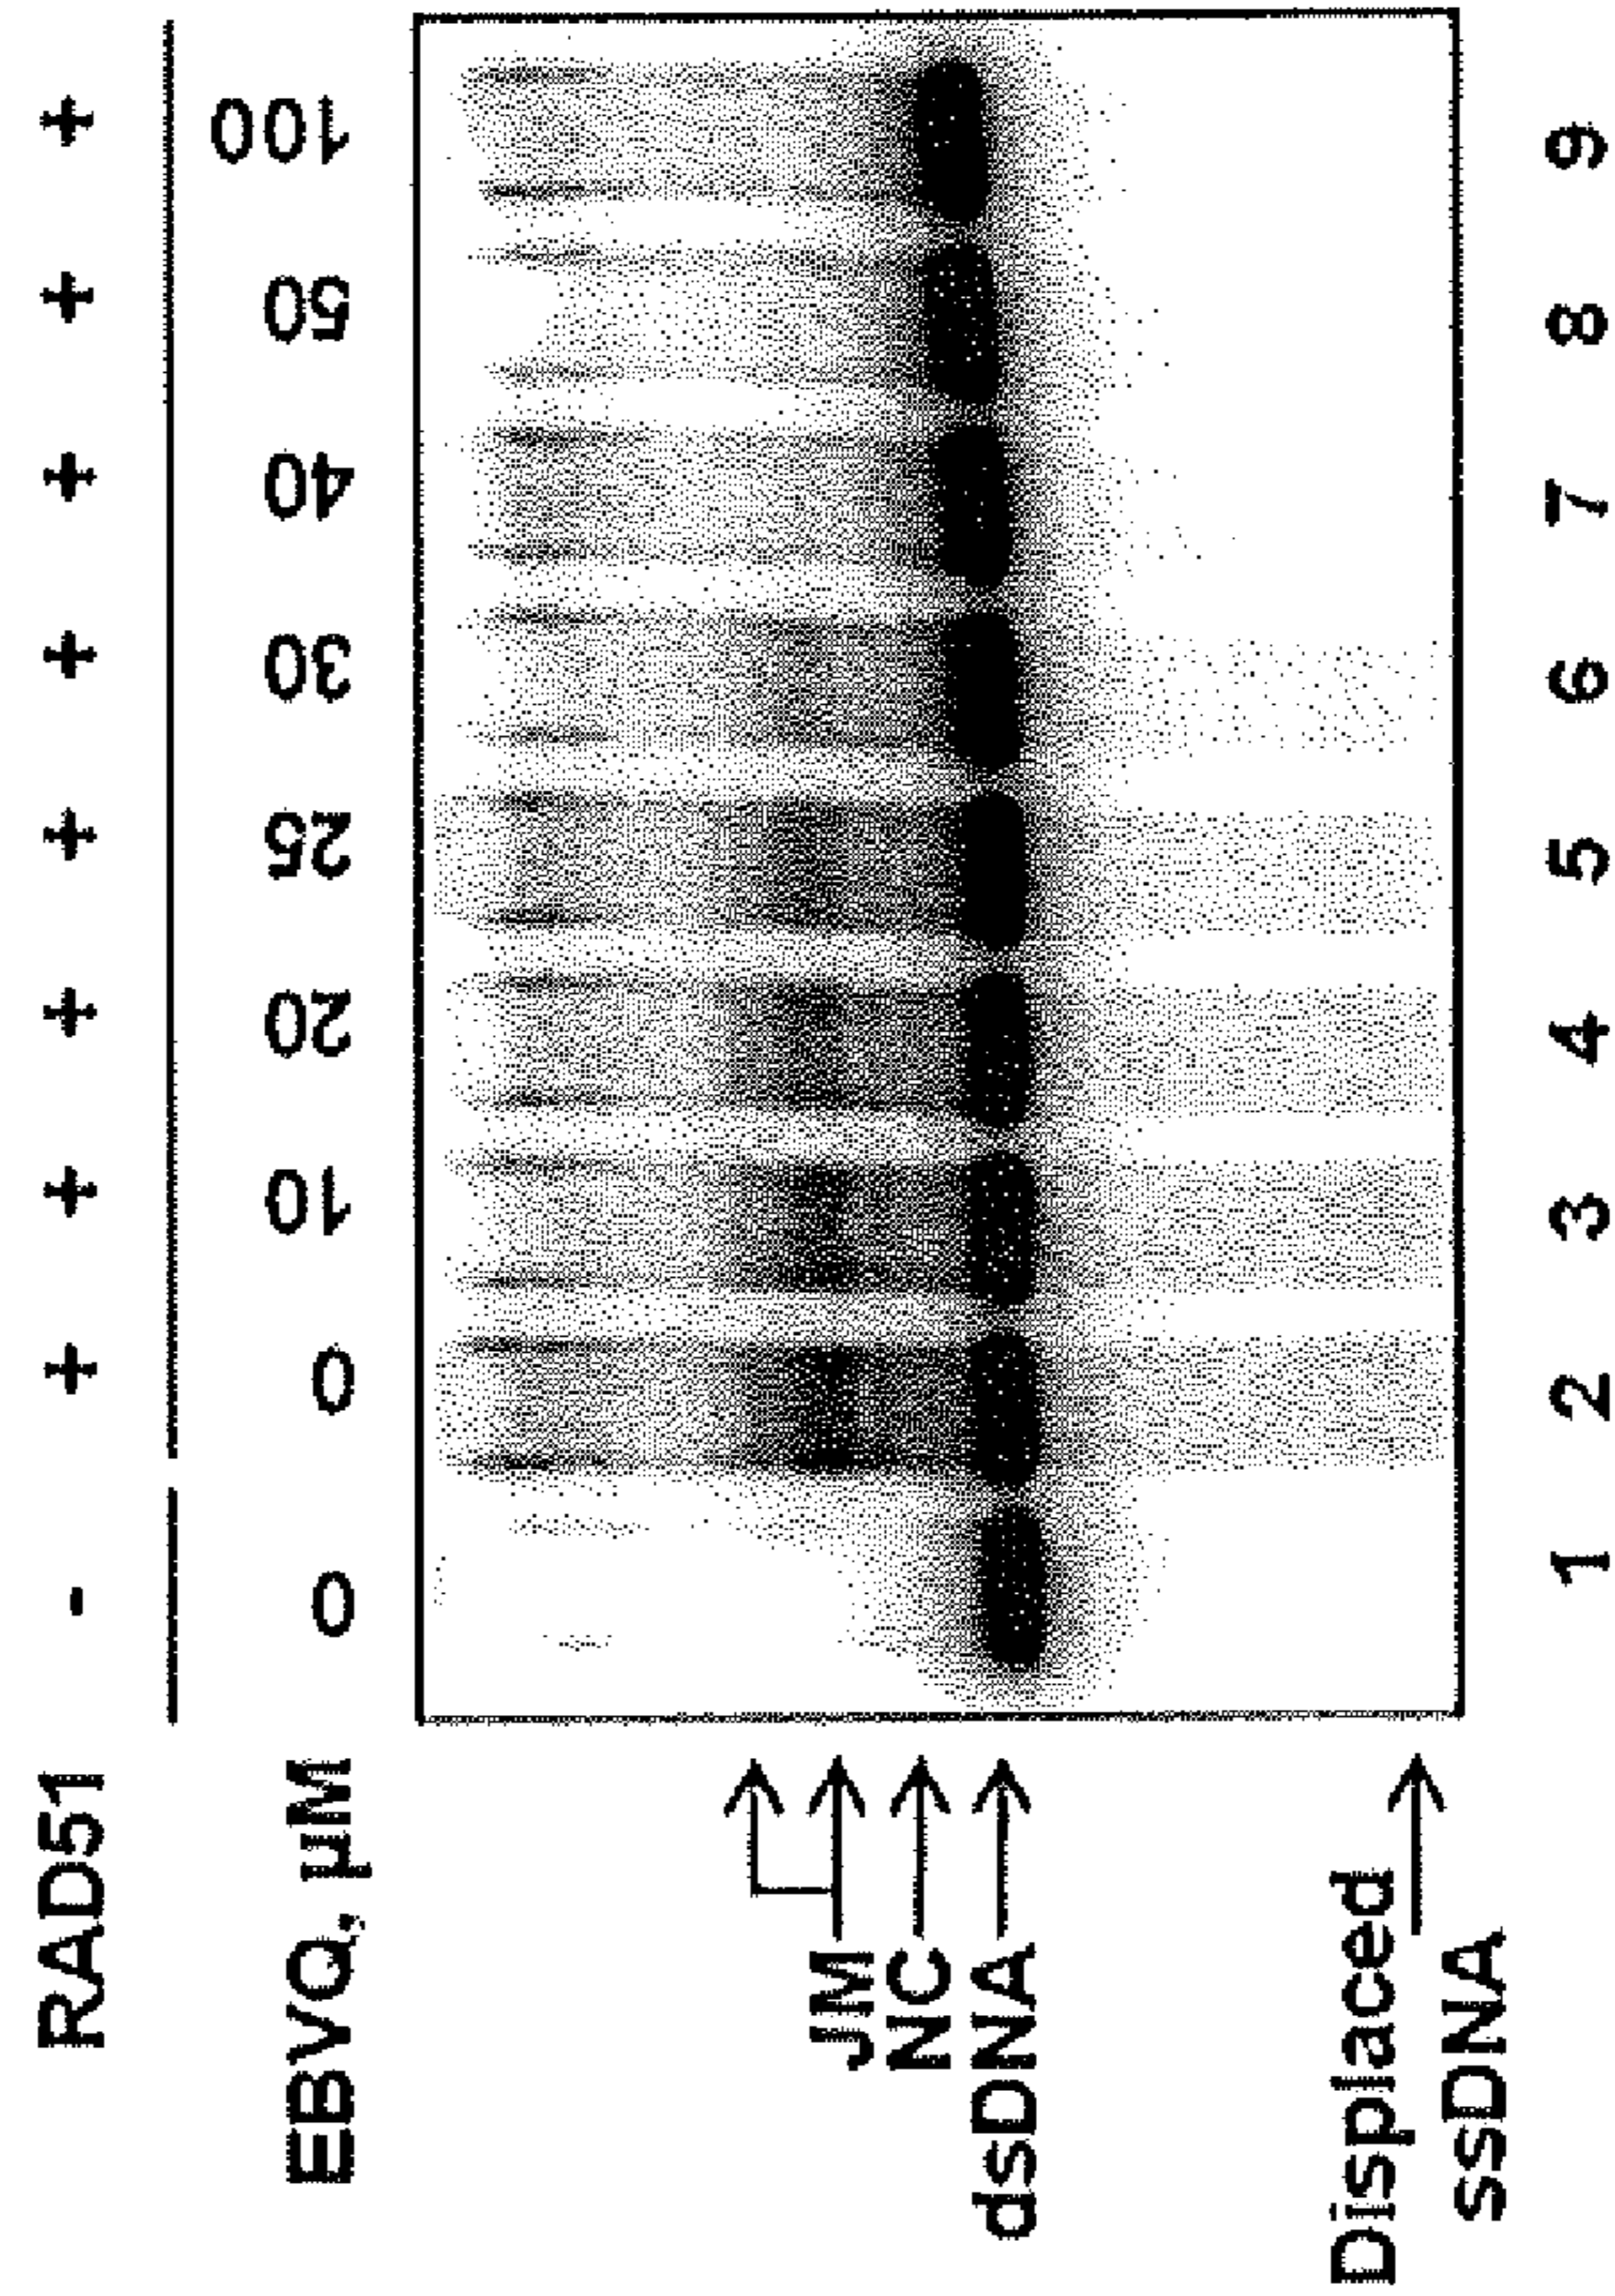 RAD51 - + + + + + + + +
EBVQ, μM 0 0 10 20 25 30 40 50 100
JM
NC
dsDNA
Displaced
ssDNA
1 2 3 4 5 6 7 8 9